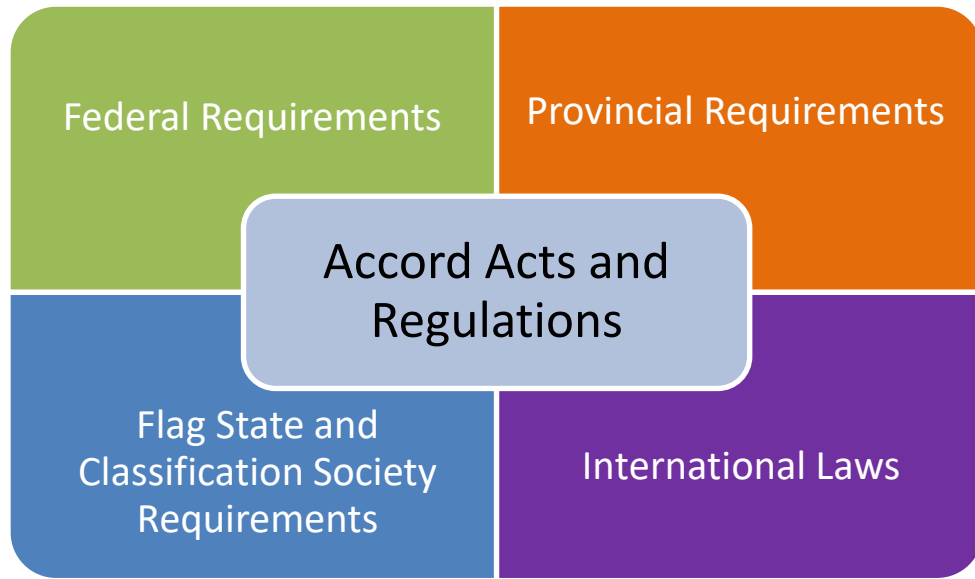 Federal Requirements
Provincial Requirements
Accord Acts and
Regulations
Flag State and
Classification Society
Requirements
International Laws